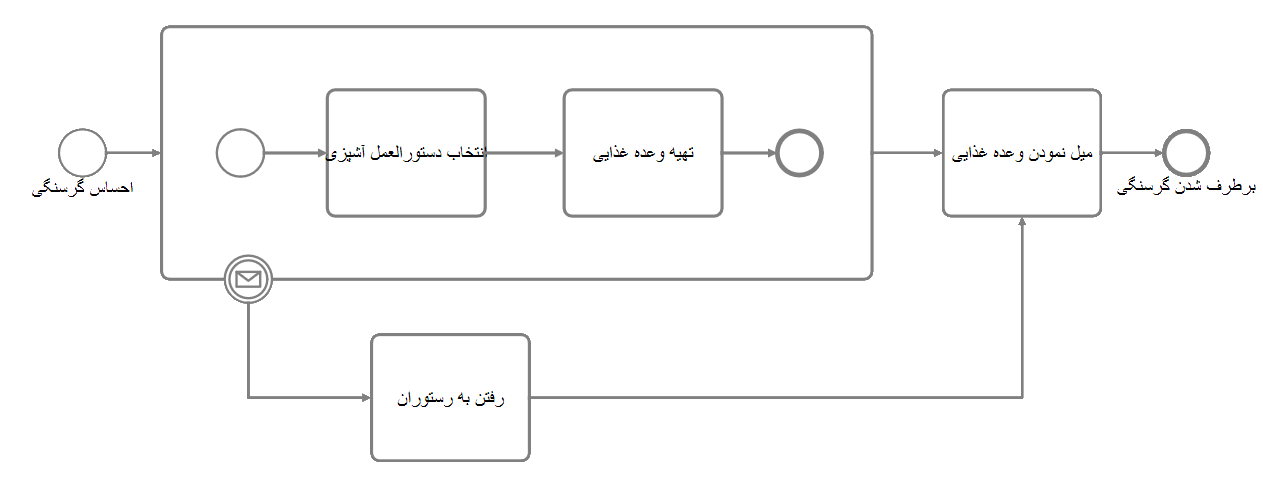 احساس گرسنگی
انتخاب دستورالعمل آشپزی
تهیه وعده غذایی
میل نمودن وعده غذایی
برطرف شدن گرسنگی
رفتن به رستوران